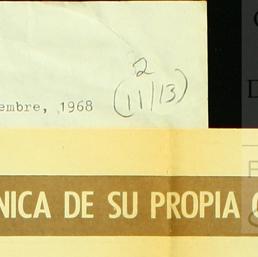 2
(11/13)
embre, 1968
NICA DE SU PROPIA